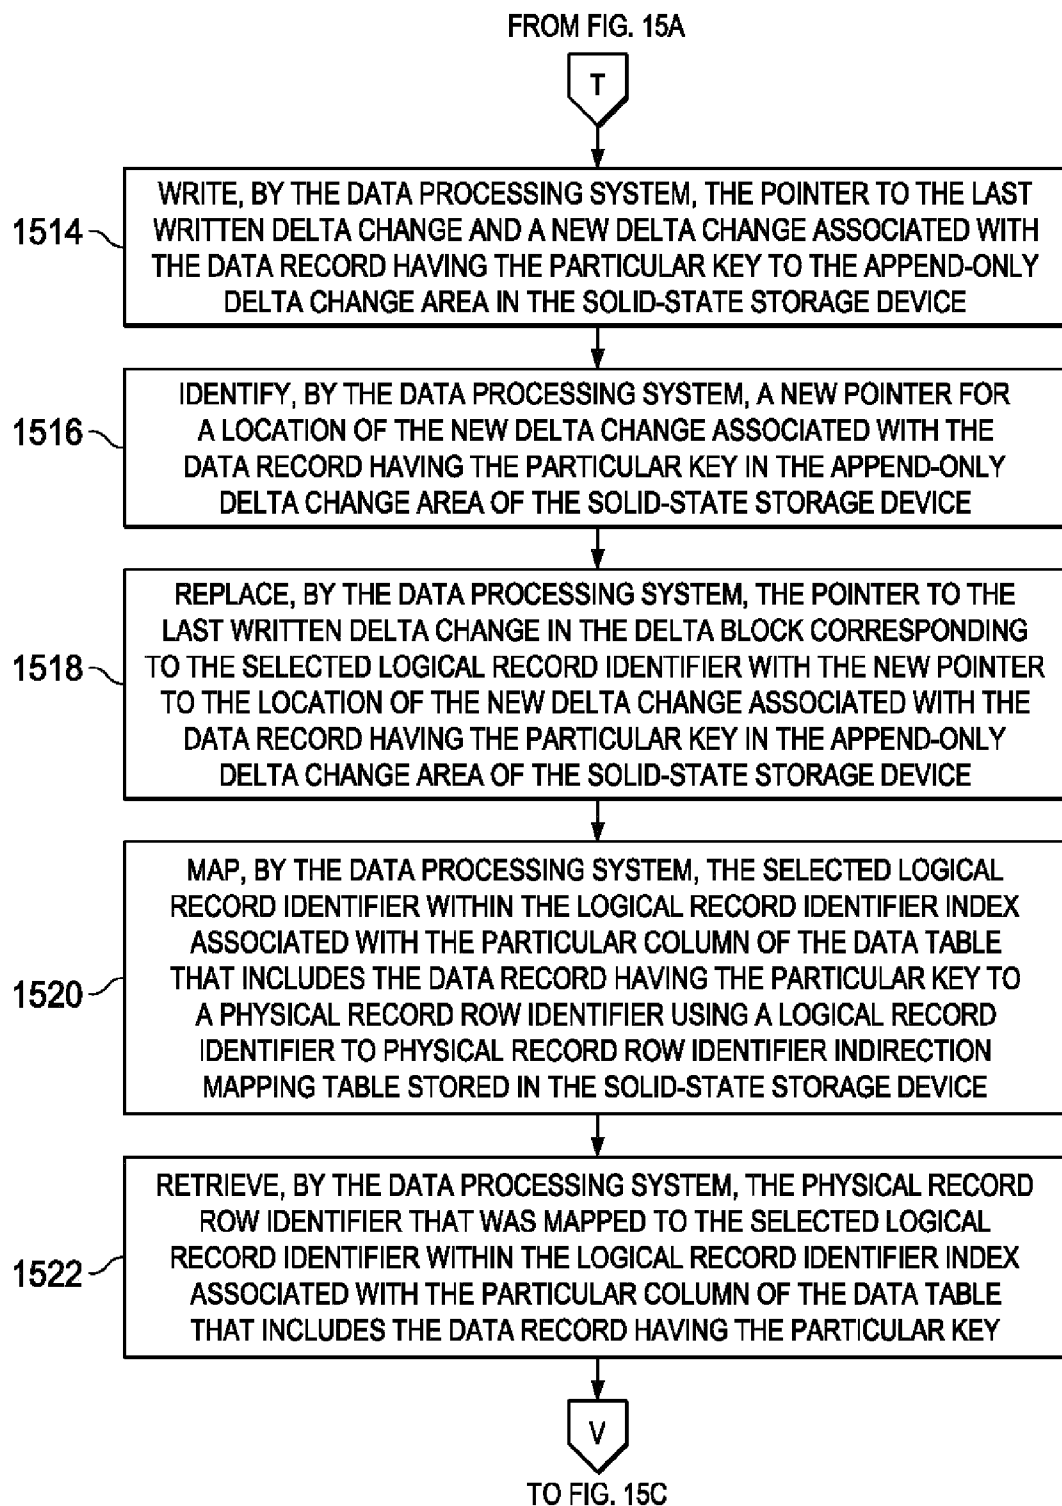 FROM FIG. 15A
T
1514
WRITE, BY THE DATA PROCESSING SYSTEM, THE POINTER TO THE LAST
WRITTEN DELTA CHANGE AND A NEW DELTA CHANGE ASSOCIATED WITH
THE DATA RECORD HAVING THE PARTICULAR KEY TO THE APPEND-ONLY
DELTA CHANGE AREA IN THE SOLID-STATE STORAGE DEVICE
1516
IDENTIFY, BY THE DATA PROCESSING SYSTEM, A NEW POINTER FOR
A LOCATION OF THE NEW DELTA CHANGE ASSOCIATED WITH THE
DATA RECORD HAVING THE PARTICULAR KEY IN THE APPEND-ONLY
DELTA CHANGE AREA OF THE SOLID-STATE STORAGE DEVICE
1518
REPLACE, BY THE DATA PROCESSING SYSTEM, THE POINTER TO THE
LAST WRITTEN DELTA CHANGE IN THE DELTA BLOCK CORRESPONDING
TO THE SELECTED LOGICAL RECORD IDENTIFIER WITH THE NEW POINTER
TO THE LOCATION OF THE NEW DELTA CHANGE ASSOCIATED WITH THE
DATA RECORD HAVING THE PARTICULAR KEY IN THE APPEND-ONLY
DELTA CHANGE AREA OF THE SOLID-STATE STORAGE DEVICE
1520
MAP, BY THE DATA PROCESSING SYSTEM, THE SELECTED LOGICAL
RECORD IDENTIFIER WITHIN THE LOGICAL RECORD IDENTIFIER INDEX
ASSOCIATED WITH THE PARTICULAR COLUMN OF THE DATA TABLE
THAT INCLUDES THE DATA RECORD HAVING THE PARTICULAR KEY TO
A PHYSICAL RECORD ROW IDENTIFIER USING A LOGICAL RECORD
IDENTIFIER TO PHYSICAL RECORD ROW IDENTIFIER INDIRECTION
MAPPING TABLE STORED IN THE SOLID-STATE STORAGE DEVICE
1522
RETRIEVE, BY THE DATA PROCESSING SYSTEM, THE PHYSICAL RECORD
ROW IDENTIFIER THAT WAS MAPPED TO THE SELECTED LOGICAL
RECORD IDENTIFIER WITHIN THE LOGICAL RECORD IDENTIFIER INDEX
ASSOCIATED WITH THE PARTICULAR COLUMN OF THE DATA TABLE
THAT INCLUDES THE DATA RECORD HAVING THE PARTICULAR KEY
V
TO FIG. 15C